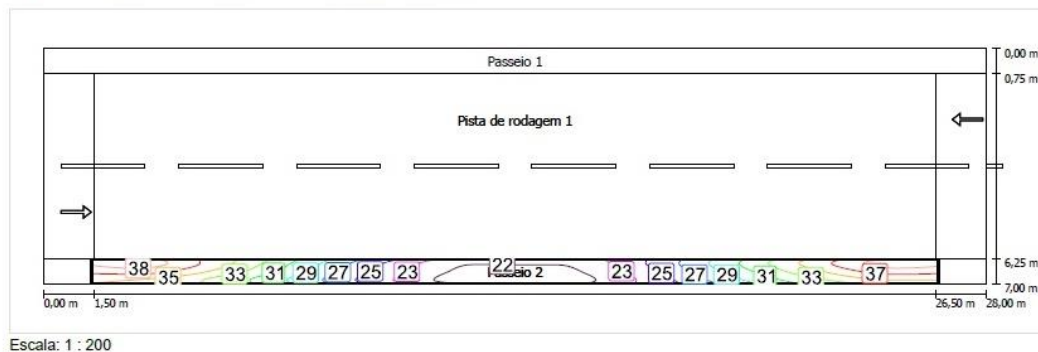 Passeio 1
0,00 m
0,75 m
Pista de rodagem 1
38 35 33 31 29 27 25 23 22 23 25 27 29 31 33 37
Passeio 2
6,25 m
7,00 m
0,00 m 1,50 m 26,50 m 28,00 m
Escala: 1 : 200